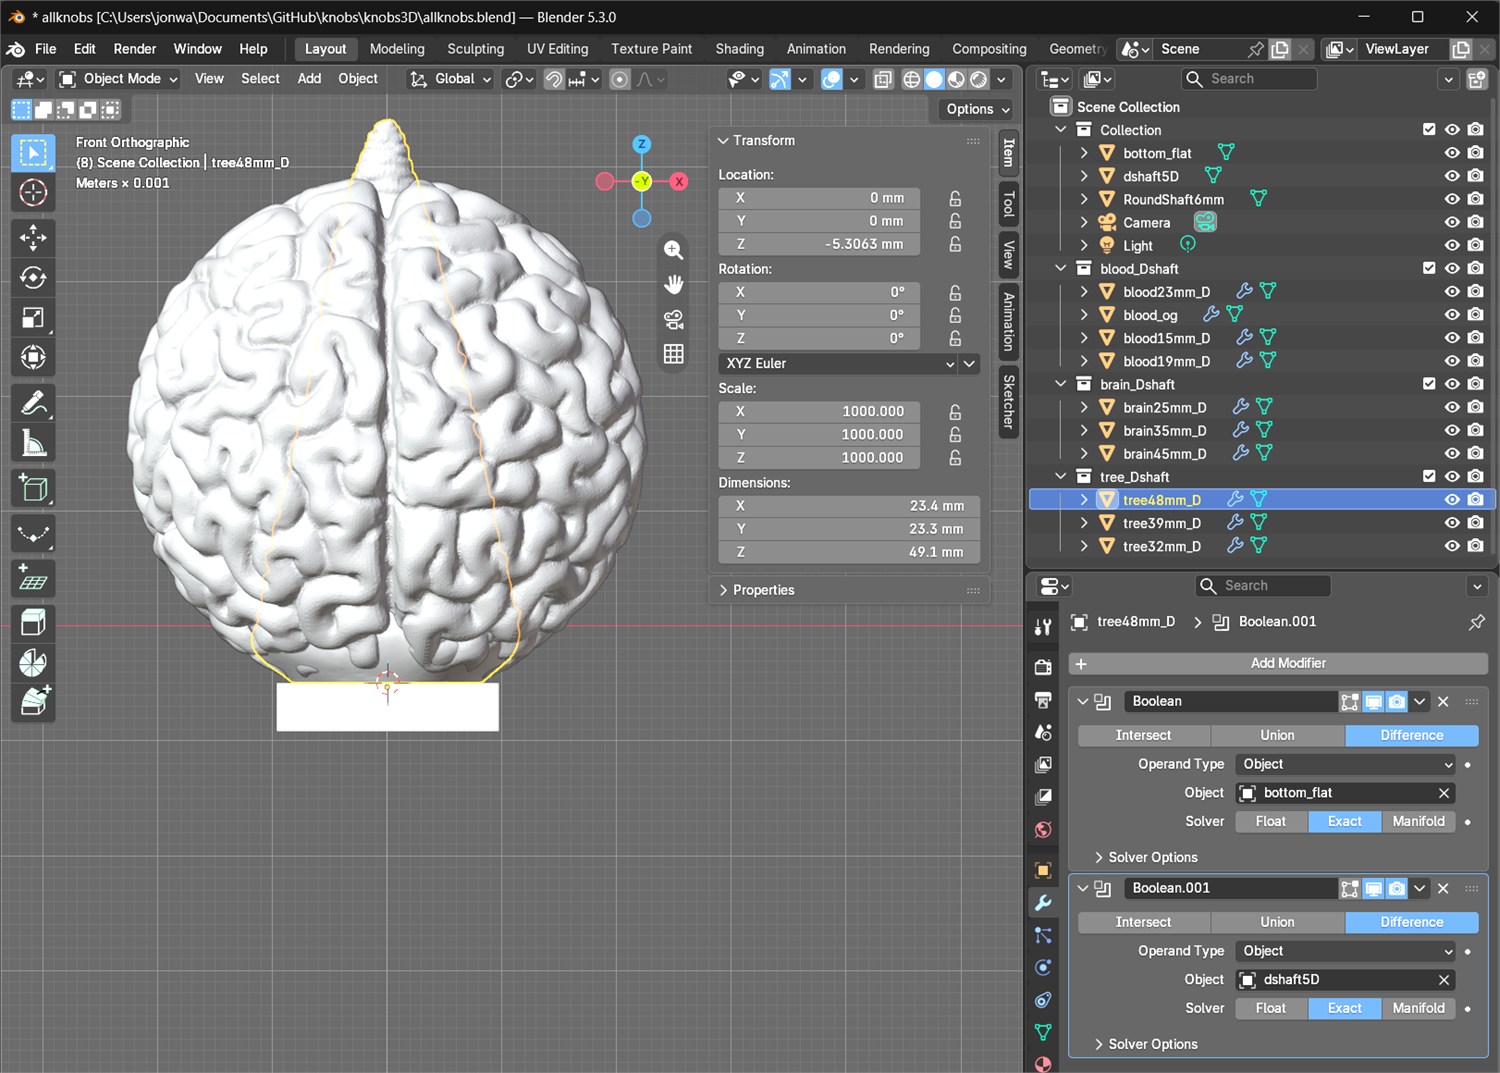 * allknobs [C:\Users\jonwa\Documents\GitHub\knobs\knobs3D\allknobs.blend] — Blender 5.3.0
File Edit Render Window Help Layout Modeling Sculpting UV Editing Texture Paint Shading Animation Rendering Compositing Geometry Scene ViewLayer
Object Mode View Select Add Object Global Search
Options
Front Orthographic
(8) Scene Collection | tree48mm_D
Meters × 0.001
Z
-Y
X
Transform
Location:
X 0 mm
Y 0 mm
Z -5.3063 mm
Rotation:
X 0°
Y 0°
Z 0°
XYZ Euler
Scale:
X 1000.000
Y 1000.000
Z 1000.000
Dimensions:
X 23.4 mm
Y 23.3 mm
Z 49.1 mm
Properties
Item
Tool
View
Animation
Sketcher
Scene Collection
Collection
bottom_flat
dshaft5D
RoundShaft6mm
Camera
Light
blood_Dshaft
blood23mm_D
blood_og
blood15mm_D
blood19mm_D
brain_Dshaft
brain25mm_D
brain35mm_D
brain45mm_D
tree_Dshaft
tree48mm_D
tree39mm_D
tree32mm_D
Search
tree48mm_D Boolean.001
Add Modifier
Boolean
Intersect Union Difference
Operand Type Object
Object bottom_flat
Solver Float Exact Manifold
Solver Options
Boolean.001
Intersect Union Difference
Operand Type Object
Object dshaft5D
Solver Float Exact Manifold
Solver Options